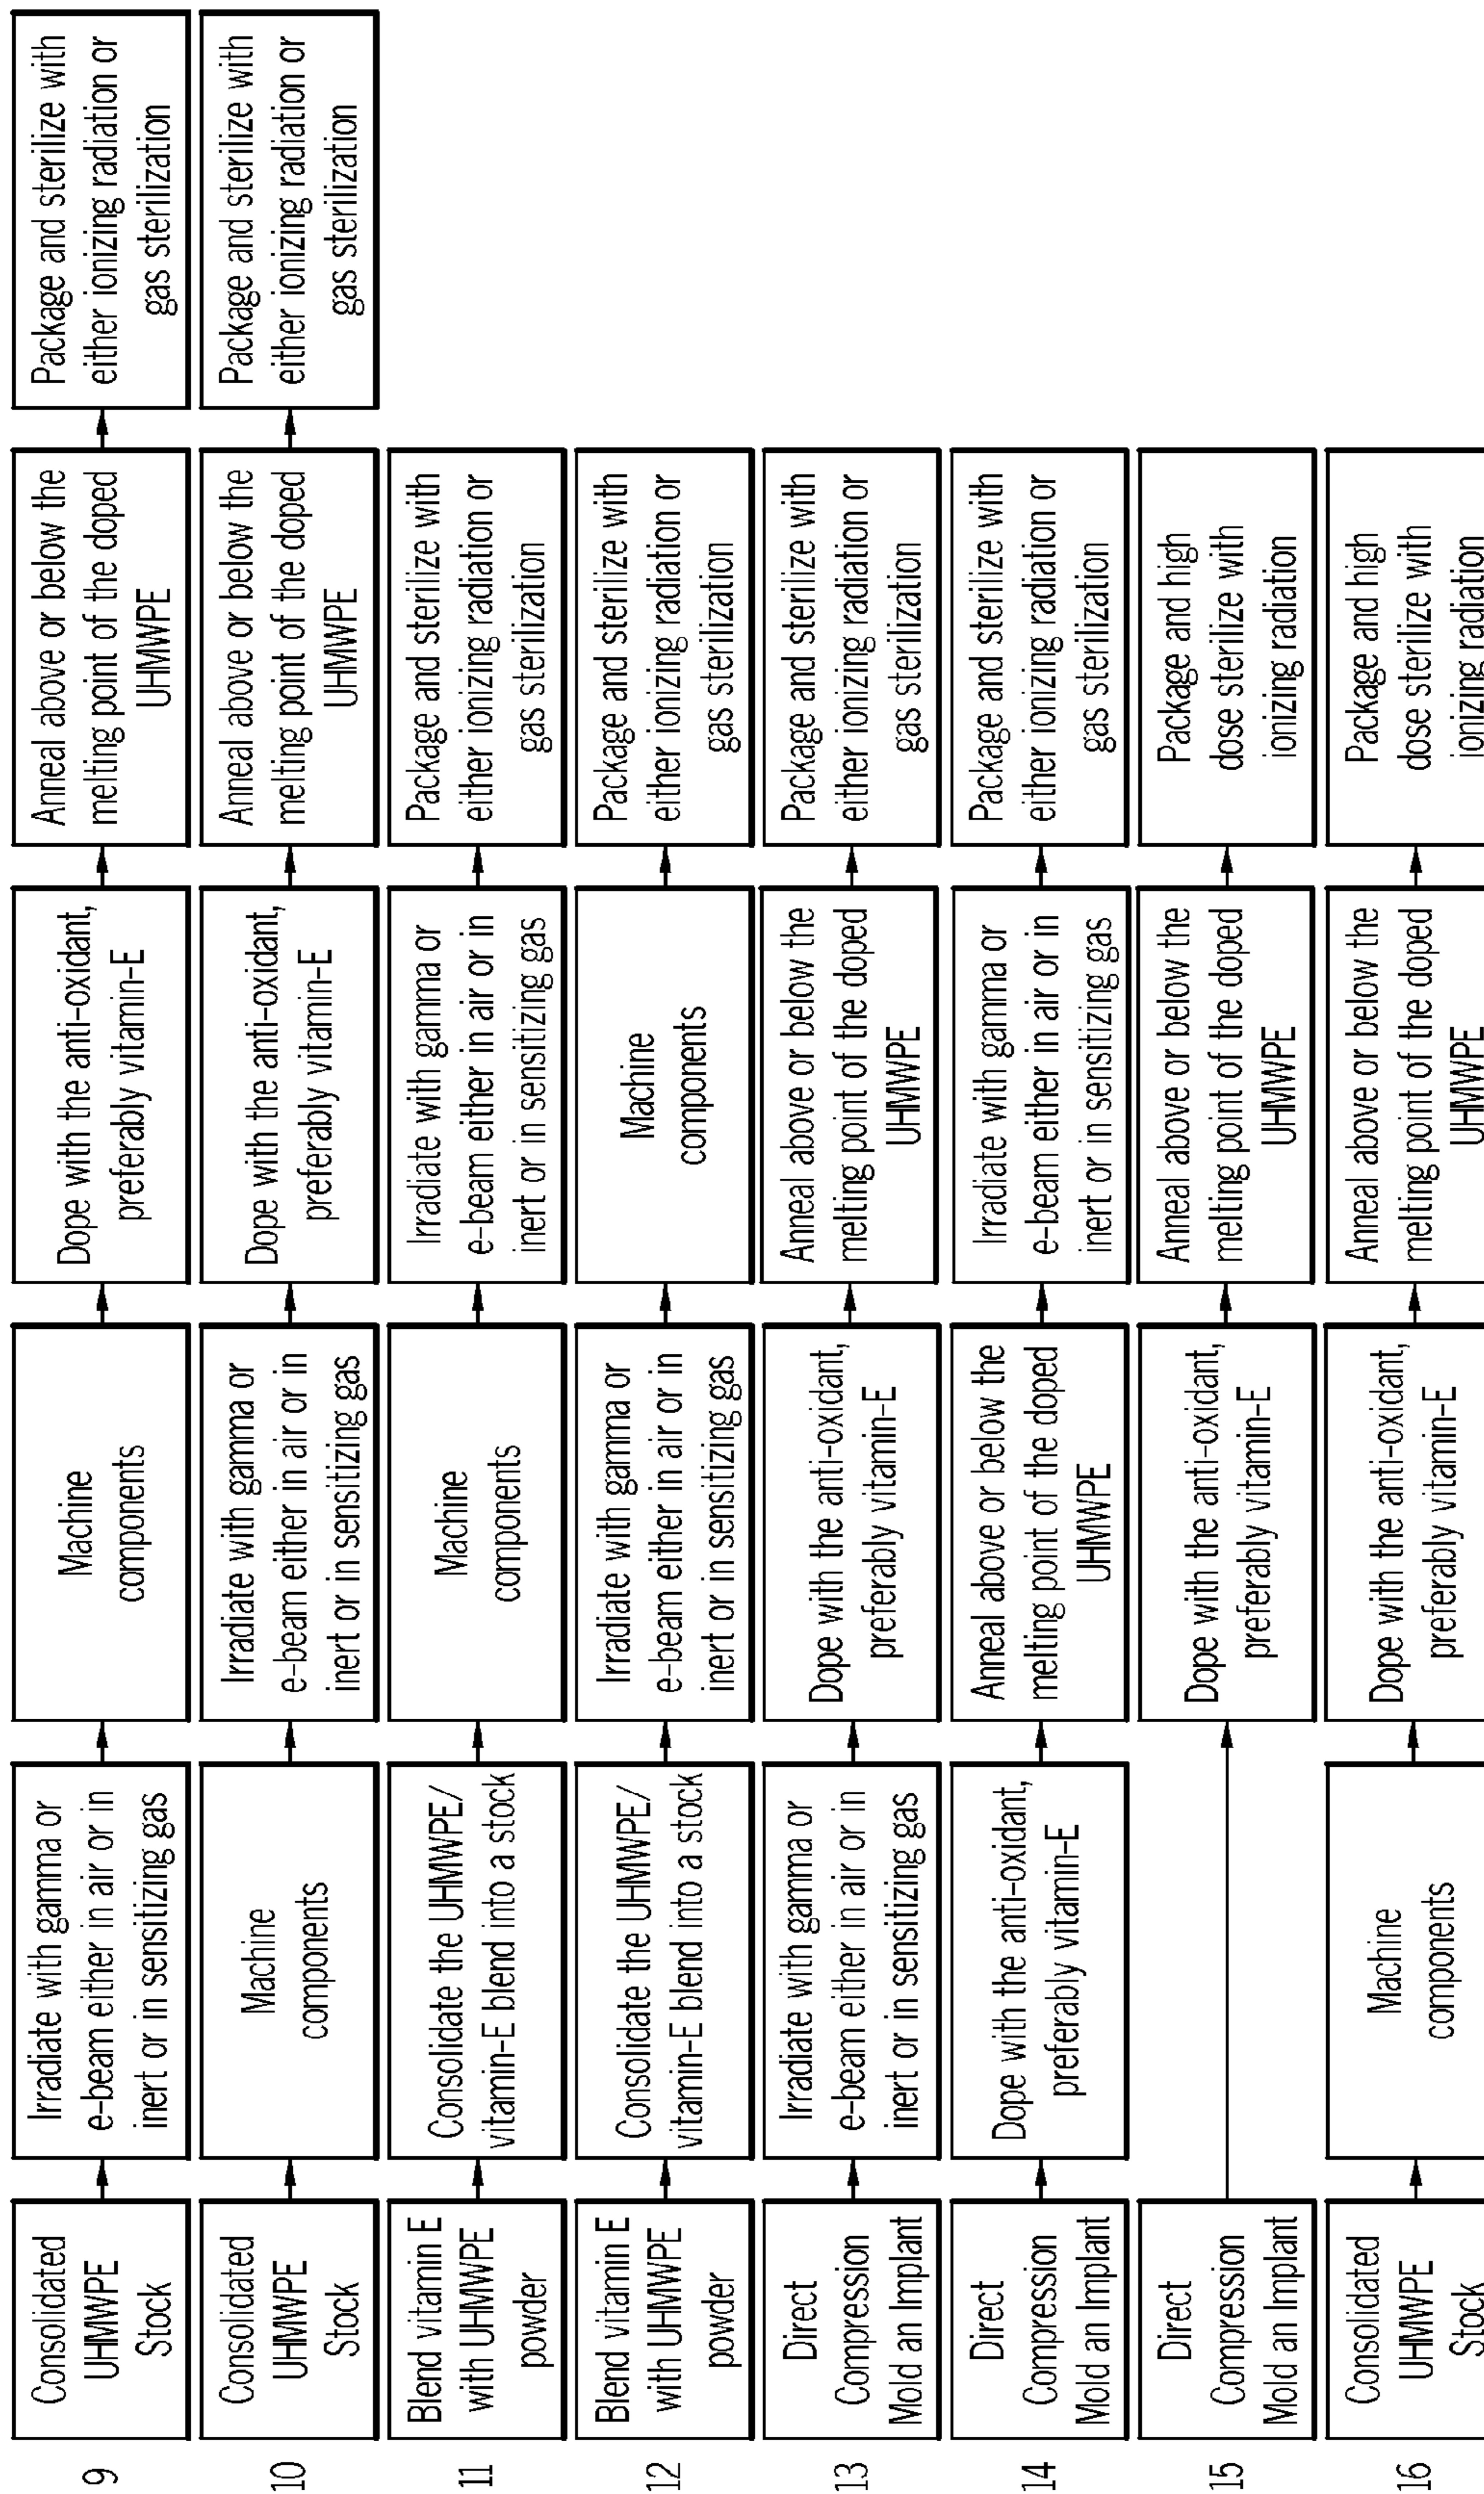 9
Consolidated
UHMWPE
Stock
Irradiate with gamma or
e-beam either in air or in
inert or in sensitizing gas
Machine
components
Dope with the anti-oxidant,
preferably vitamin-E
Anneal above or below the
melting point of the doped
UHMWPE
Package and sterilize with
either ionizing radiation or
gas sterilization
10
Consolidated
UHMWPE
Stock
Machine
components
Irradiate with gamma or
e-beam either in air or in
inert or in sensitizing gas
Dope with the anti-oxidant,
preferably vitamin-E
Anneal above or below the
melting point of the doped
UHMWPE
Package and sterilize with
either ionizing radiation or
gas sterilization
11
Blend vitamin E
with UHMWPE
powder
Consolidate the UHMWPE/
vitamin-E blend into a stock
Machine
components
Irradiate with gamma or
e-beam either in air or in
inert or in sensitizing gas
Package and sterilize with
either ionizing radiation or
gas sterilization
12
Blend vitamin E
with UHMWPE
powder
Consolidate the UHMWPE/
vitamin-E blend into a stock
Irradiate with gamma or
e-beam either in air or in
inert or in sensitizing gas
Machine
components
Package and sterilize with
either ionizing radiation or
gas sterilization
13
Direct
Compression
Mold an Implant
Irradiate with gamma or
e-beam either in air or in
inert or in sensitizing gas
Dope with the anti-oxidant,
preferably vitamin-E
Anneal above or below the
melting point of the doped
UHMWPE
Package and sterilize with
either ionizing radiation or
gas sterilization
14
Direct
Compression
Mold an Implant
Dope with the anti-oxidant,
preferably vitamin-E
Anneal above or below the
melting point of the doped
UHMWPE
Irradiate with gamma or
e-beam either in air or in
inert or in sensitizing gas
Package and sterilize with
either ionizing radiation or
gas sterilization
15
Direct
Compression
Mold an Implant
Dope with the anti-oxidant,
preferably vitamin-E
Anneal above or below the
melting point of the doped
UHMWPE
Package and high
dose sterilize with
ionizing radiation
16
Consolidated
UHMWPE
Stock
Machine
components
Dope with the anti-oxidant,
preferably vitamin-E
Anneal above or below the
melting point of the doped
UHMWPE
Package and high
dose sterilize with
ionizing radiation